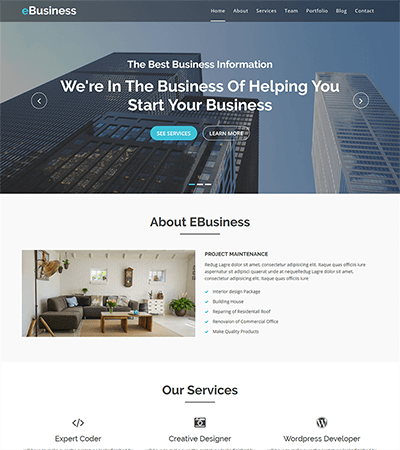 eBusiness
Home About Services Team Portfolio Blog Contact
The Best Business Information
We're In The Business Of Helping You
Start Your Business
SEE SERVICES LEARN MORE
About EBusiness
PROJECT MAINTENANCE
Redug Lagre dolor sit amet, consectetur adipisicing elit. Itaque quas officiis iure
aspernatur sit adipisci quaerat unde at nequeRedug Lagre dolor sit amet,
consectetur adipisicing elit. Itaque quas officiis iure
Interior design Package
Building House
Reparing of Residentail Roof
Renovaion of Commercial Office
Make Quality Products
Our Services
Expert Coder Creative Designer Wordpress Developer